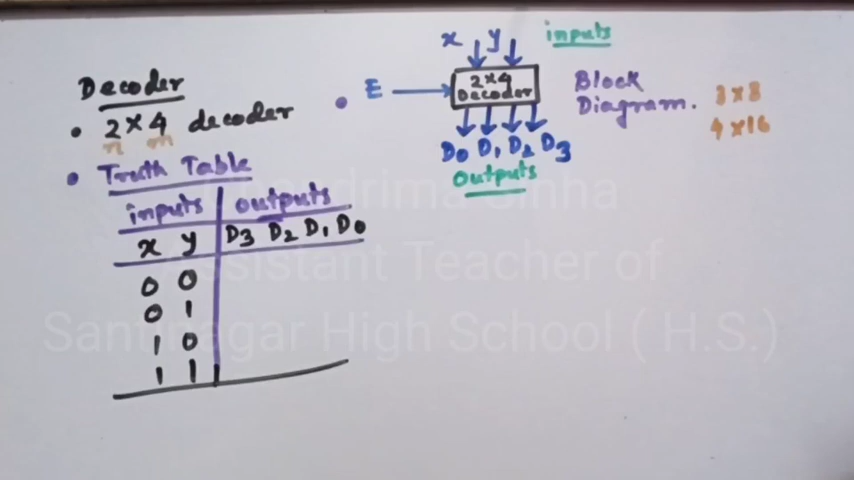 Decoder
• 2×4 decoder
n m
• Truth Table
inputs outputs
x y D3 D2 D1 D0
0 0
0 1
1 0
1 1
x y inputs
• E 2×4 Decoder
Block Diagram.
D0 D1 D2 D3
outputs
3×8
4×16
Chandrima Sinha
Assistant Teacher of
Santinagar High School ( H.S.)